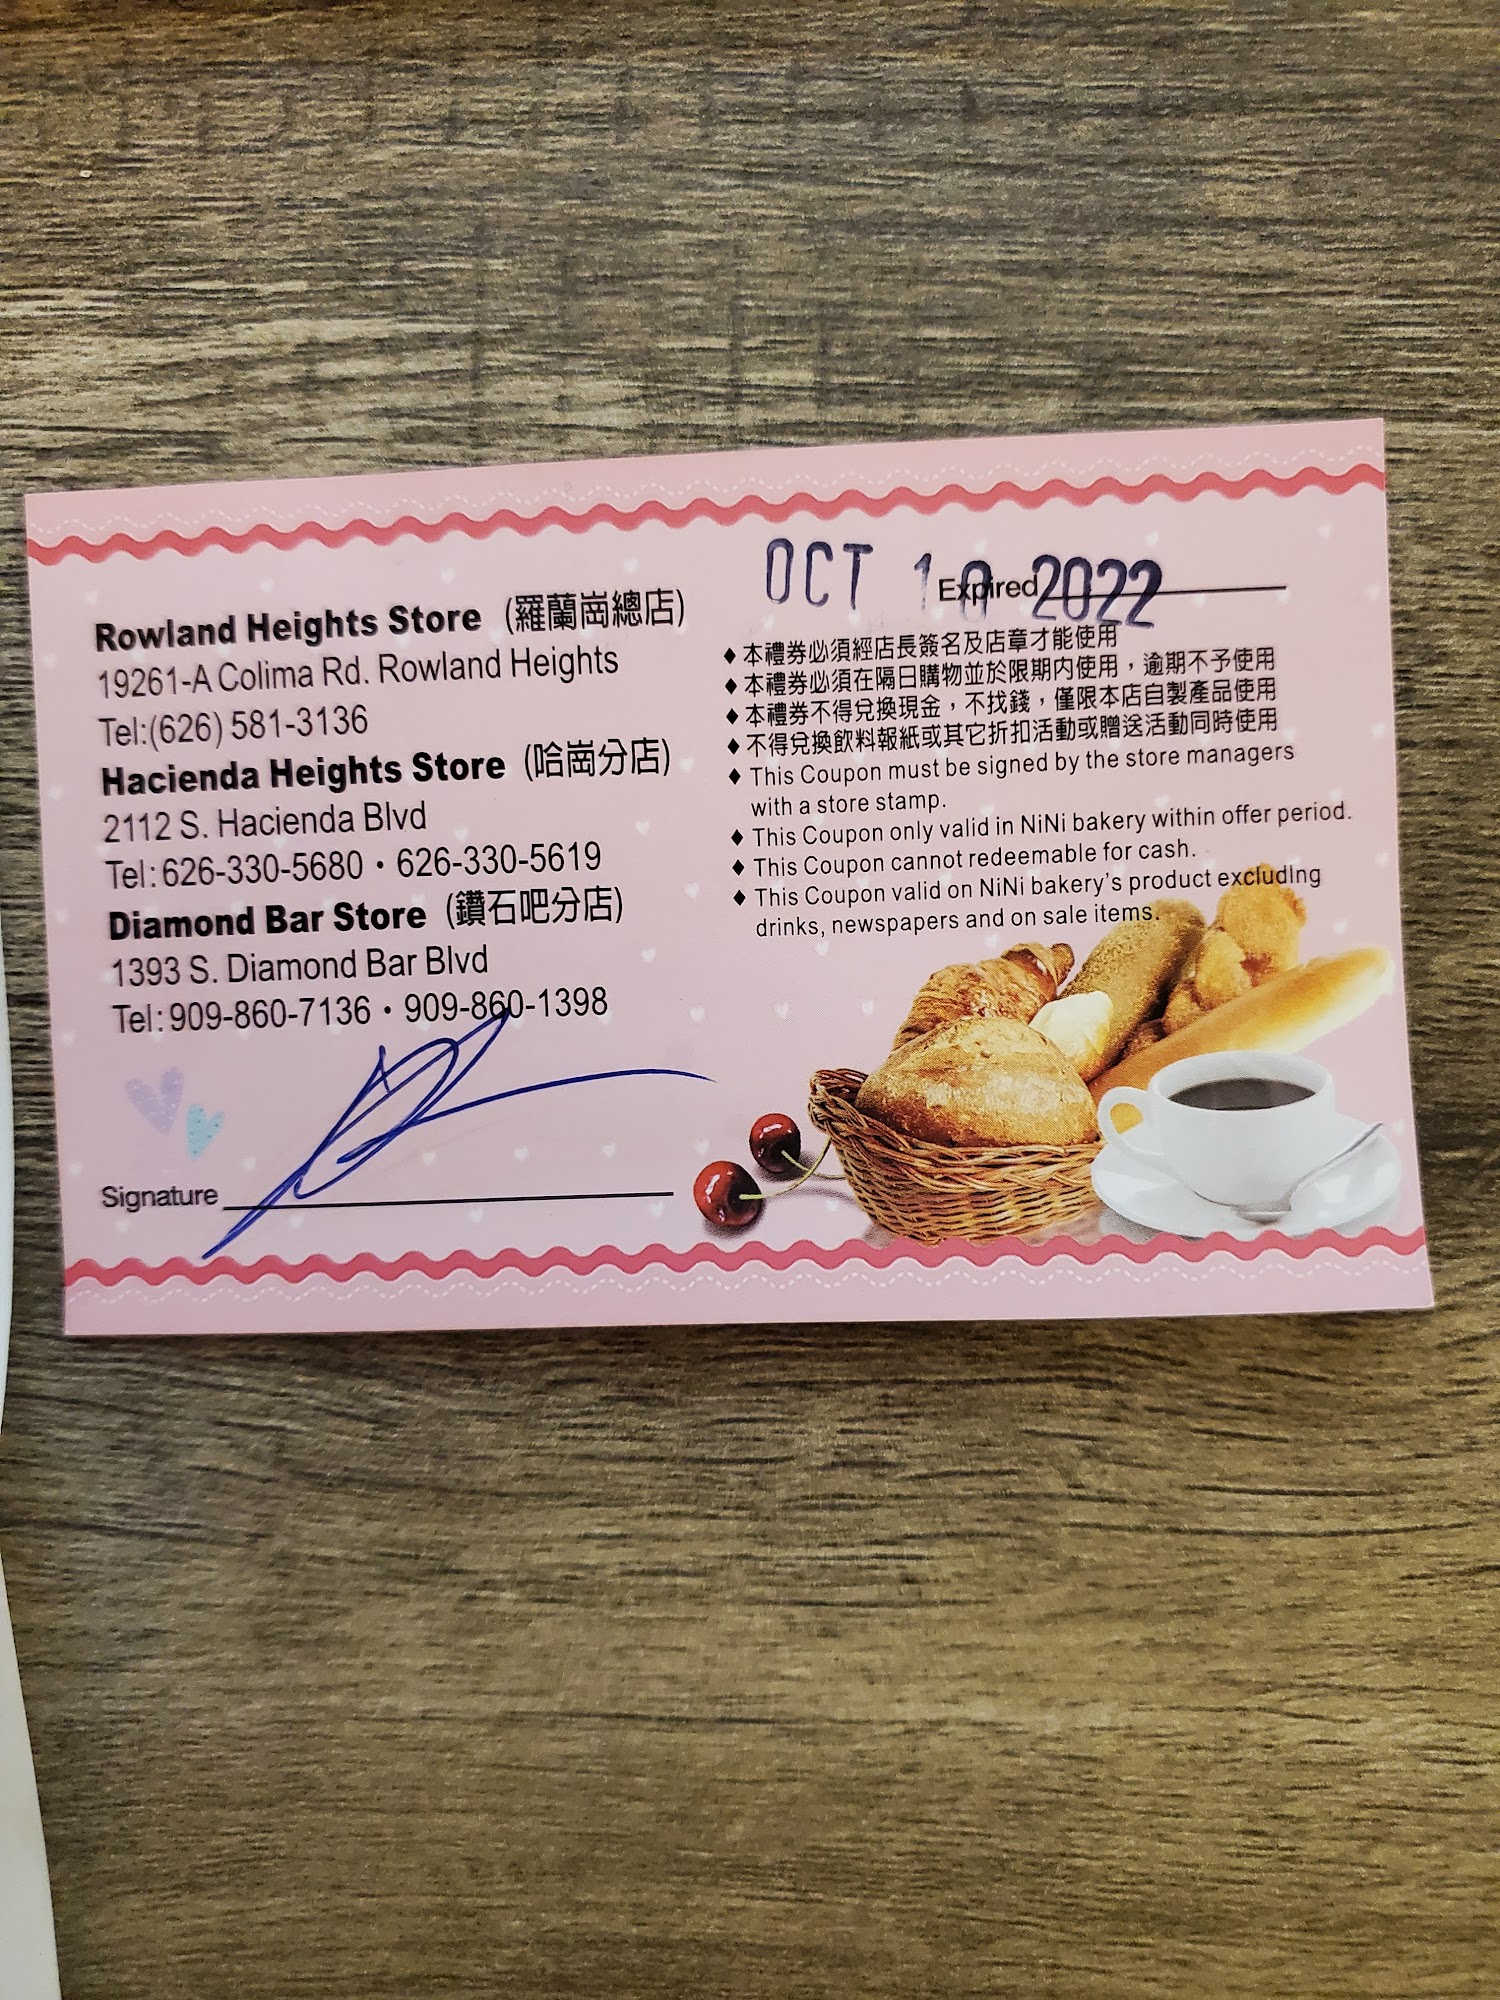 Rowland Heights Store (羅蘭崗總店)
19261-A Colima Rd. Rowland Heights
Tel:(626) 581-3136
Hacienda Heights Store (哈崗分店)
2112 S. Hacienda Blvd
Tel:626-330-5680・626-330-5619
Diamond Bar Store (鑽石吧分店)
1393 S. Diamond Bar Blvd
Tel:909-860-7136・909-860-1398
Signature
OCT 10 2022
Expired
♦本禮券必須經店長簽名及店章才能使用
♦本禮券必須在隔日購物並於限期內使用，逾期不予使用
♦本禮券不得兌換現金，不找錢，僅限本店自製產品使用
♦不得兌換飲料報紙或其它折扣活動或贈送活動同時使用
♦ This Coupon must be signed by the store managers
with a store stamp.
♦ This Coupon only valid in NiNi bakery within offer period.
♦ This Coupon cannot redeemable for cash.
♦ This Coupon valid on NiNi bakery's product excludIng
drinks, newspapers and on sale items.